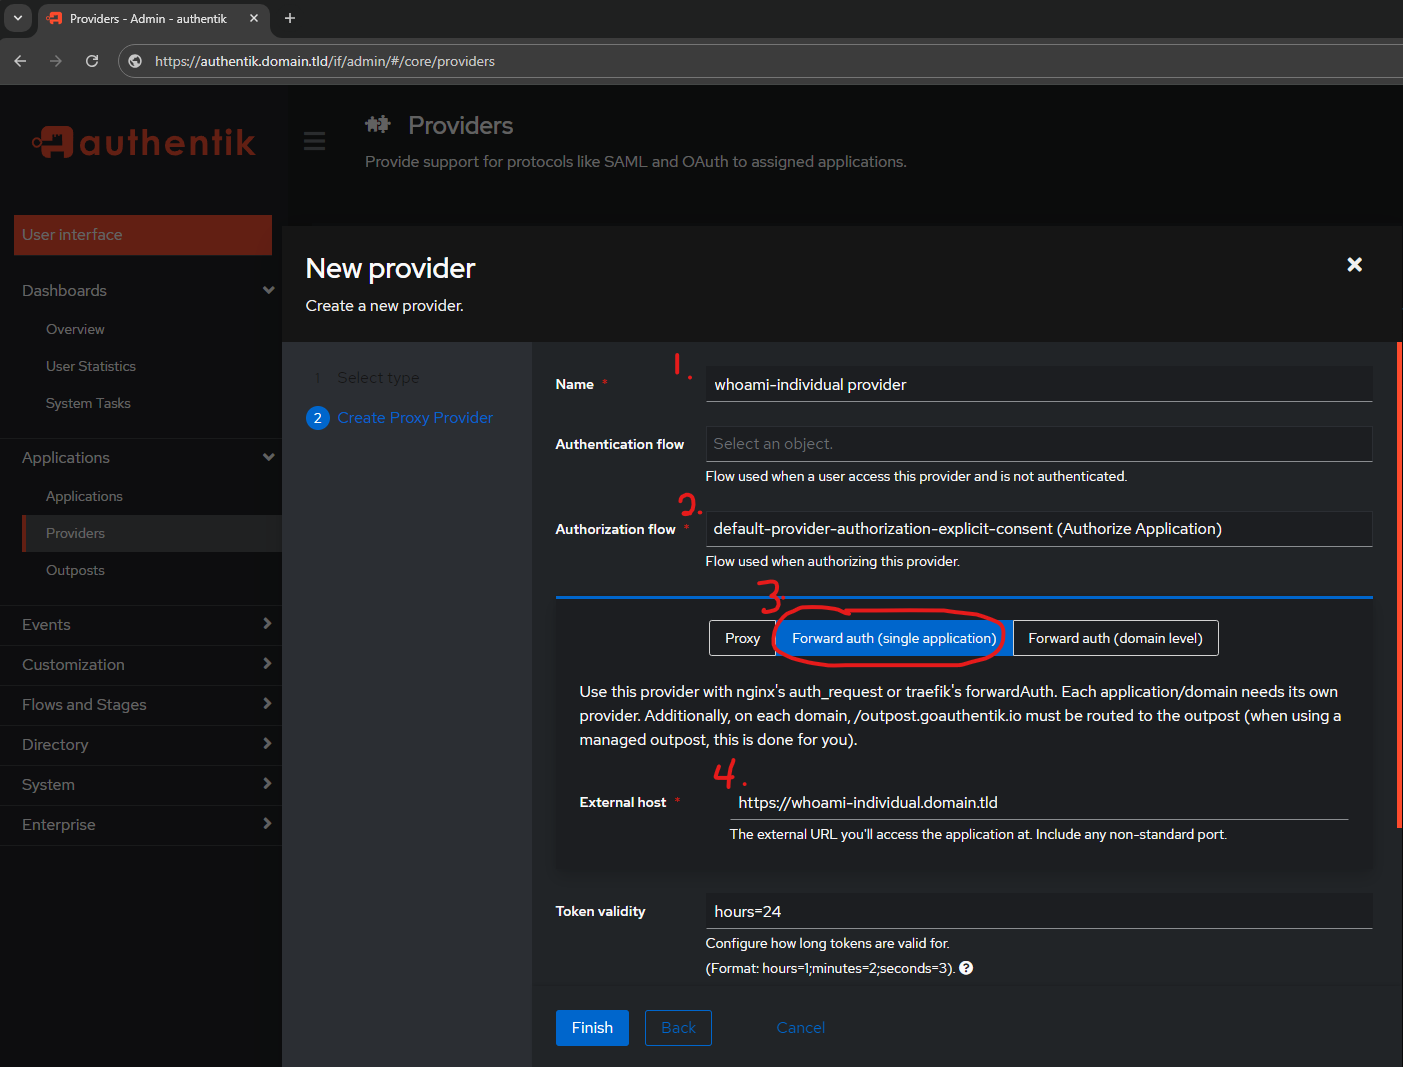 Providers - Admin - authentik
https://authentik.domain.tld/if/admin/#/core/providers
authentik
Providers
Provide support for protocols like SAML and OAuth to assigned applications.
User interface
Dashboards
Overview
User Statistics
System Tasks
Applications
Applications
Providers
Outposts
Events
Customization
Flows and Stages
Directory
System
Enterprise
New provider
Create a new provider.
1 Select type
2 Create Proxy Provider
1.
Name * whoami-individual provider
Authentication flow Select an object.
Flow used when a user access this provider and is not authenticated.
2.
Authorization flow * default-provider-authorization-explicit-consent (Authorize Application)
Flow used when authorizing this provider.
3.
Proxy Forward auth (single application) Forward auth (domain level)
Use this provider with nginx's auth_request or traefik's forwardAuth. Each application/domain needs its own
provider. Additionally, on each domain, /outpost.goauthentik.io must be routed to the outpost (when using a
managed outpost, this is done for you).
4.
External host * https://whoami-individual.domain.tld
The external URL you'll access the application at. Include any non-standard port.
Token validity hours=24
Configure how long tokens are valid for.
(Format: hours=1;minutes=2;seconds=3). ?
Finish Back Cancel